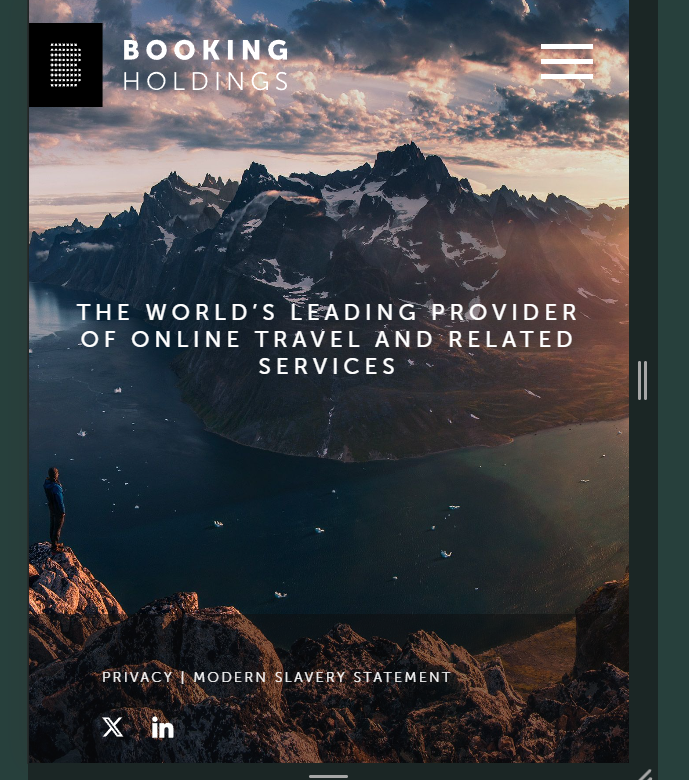 BOOKING
HOLDINGS
THE WORLD’S LEADING PROVIDER
OF ONLINE TRAVEL AND RELATED
SERVICES
PRIVACY | MODERN SLAVERY STATEMENT